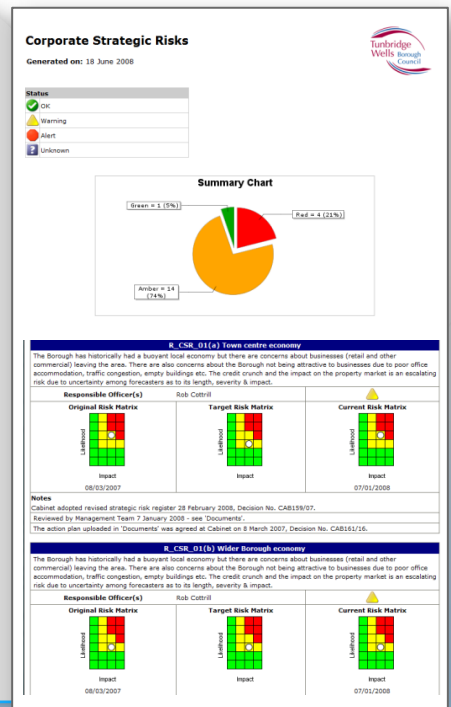 Corporate Strategic Risks
Generated on: 18 June 2008
Tunbridge
Wells Borough
Council
Status
OK
Warning
Alert
? Unknown
Summary Chart
Green = 1 (5%)
Red = 4 (21%)
Amber = 14
(74%)
R_CSR_01(a) Town centre economy
The Borough has historically had a buoyant local economy but there are concerns about businesses (retail and other
commercial) leaving the area. There are also concerns about the Borough not being attractive to businesses due to poor office
accommodation, traffic congestion, empty buildings etc. The credit crunch and the impact on the property market is an escalating
risk due to uncertainty among forecasters as to its length, severity & impact.
Responsible Officer(s) Rob Cottrill
Original Risk Matrix Target Risk Matrix Current Risk Matrix
Likelihood Likelihood Likelihood
Impact Impact Impact
08/03/2007 07/01/2008
Notes
Cabinet adopted revised strategic risk register 28 February 2008, Decision No. CAB159/07.
Reviewed by Management Team 7 January 2008 - see 'Documents'.
The action plan uploaded in 'Documents' was agreed at Cabinet on 8 March 2007, Decision No. CAB161/16.
R_CSR_01(b) Wider Borough economy
The Borough has historically had a buoyant local economy but there are concerns about businesses (retail and other
commercial) leaving the area. There are also concerns about the Borough not being attractive to businesses due to poor office
accommodation, traffic congestion, empty buildings etc. The credit crunch and the impact on the property market is an escalating
risk due to uncertainty among forecasters as to its length, severity & impact.
Responsible Officer(s) Rob Cottrill
Original Risk Matrix Target Risk Matrix Current Risk Matrix
Likelihood Likelihood Likelihood
Impact Impact Impact
08/03/2007 07/01/2008